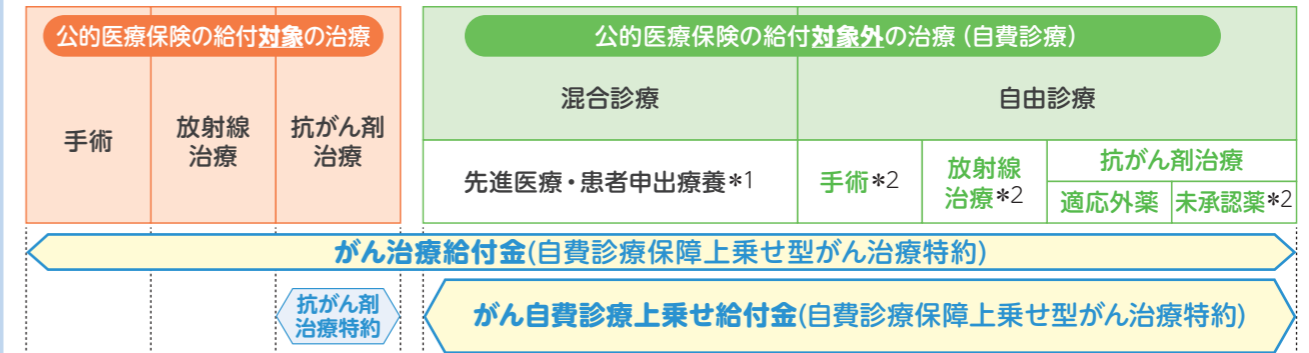 公的医療保険の給付対象の治療
公的医療保険の給付対象外の治療（自費診療）
手術
放射線
治療
抗がん剤
治療
混合診療
自由診療
先進医療・患者申出療養*1
手術*2
放射線
治療*2
抗がん剤治療
適応外薬
未承認薬*2
がん治療給付金(自費診療保障上乗せ型がん治療特約)
抗がん剤
治療特約
がん自費診療上乗せ給付金(自費診療保障上乗せ型がん治療特約)